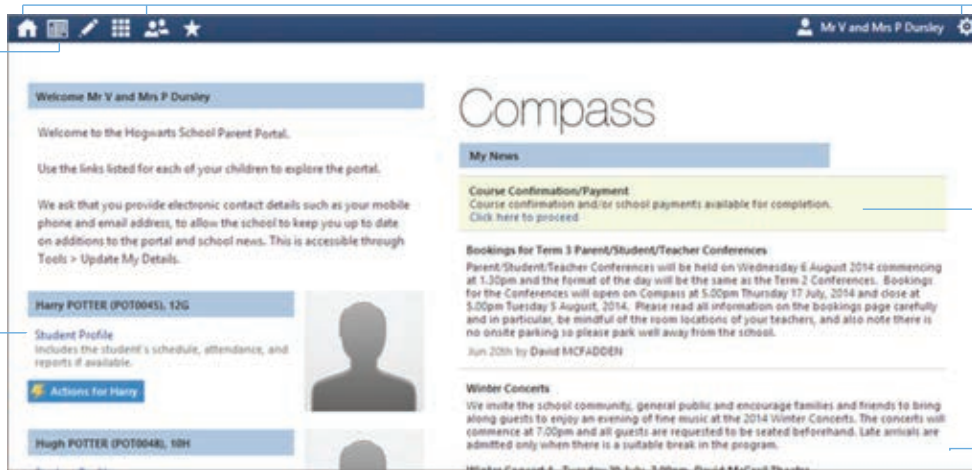 Mr V and Mrs P Dursley
Welcome Mr V and Mrs P Dursley
Welcome to the Hogwarts School Parent Portal.
Use the links listed for each of your children to explore the portal.
We ask that you provide electronic contact details such as your mobile
phone and email address, to allow the school to keep you up to date
on additions to the portal and school news. This is accessible through
Tools > Update My Details.
Harry POTTER (POT0045), 12G
Student Profile
Includes the student's schedule, attendance, and
reports if available.
Actions for Harry
Hugh POTTER (POT0048), 10H
Compass
My News
Course Confirmation/Payment
Course confirmation and/or school payments available for completion.
Click here to proceed
Bookings for Term 3 Parent/Student/Teacher Conferences
Parent/Student/Teacher Conferences will be held on Wednesday 6 August 2014 commencing
at 1.30pm and the format of the day will be the same as the Term 2 Conferences. Bookings
for the Conferences will open on Compass at 5.00pm Thursday 17 July, 2014 and close at
5.00pm Tuesday 5 August, 2014. Please read all information on the bookings page carefully
and in particular, be mindful of the room locations of your teachers, and also note there is
no onsite parking so please park well away from the school.
Jun 20th by David MCFADDEN
Winter Concerts
We invite the school community, general public and encourage families and friends to bring
along guests to enjoy an evening of fine music at the 2014 Winter Concerts. The concerts will
commence at 7.00pm and all guests are requested to be seated beforehand. Late arrivals are
admitted only when there is a suitable break in the program.